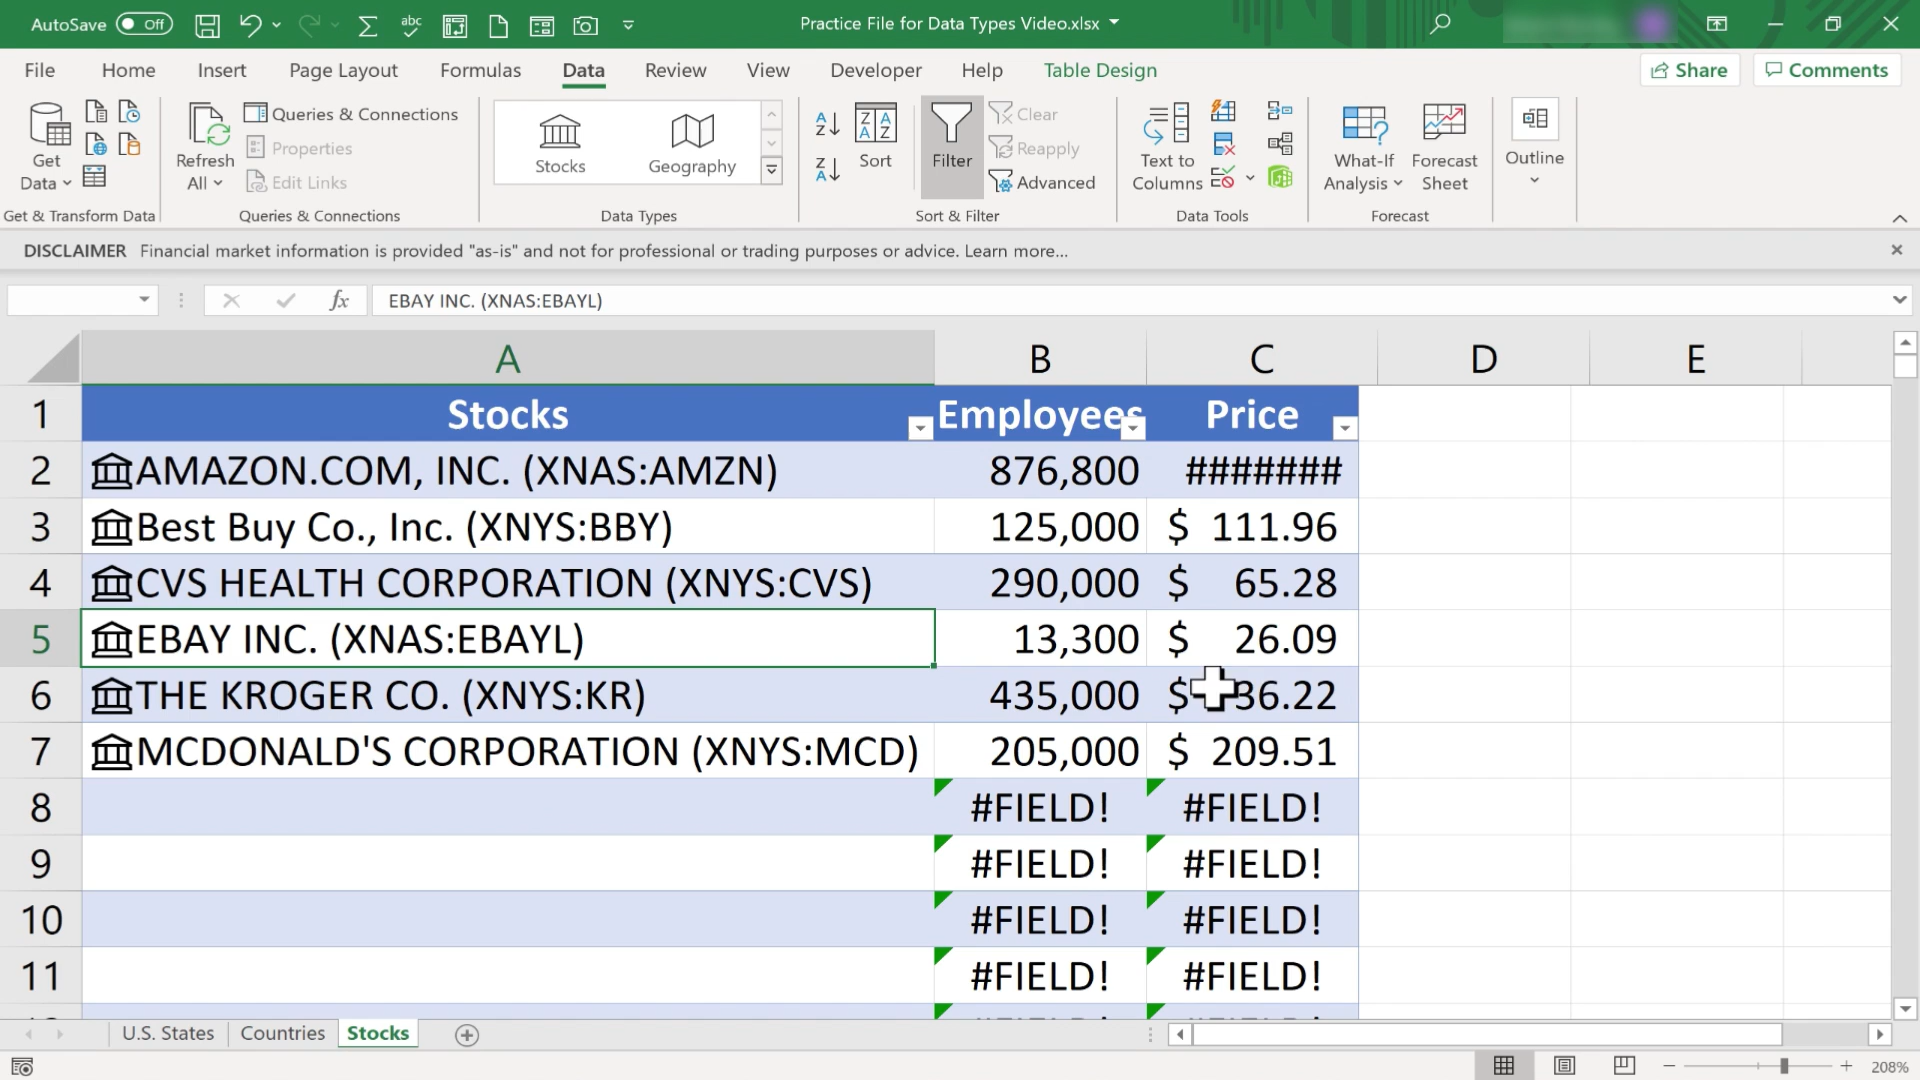 AutoSave Off Practice File for Data Types Video.xlsx
File Home Insert Page Layout Formulas Data Review View Developer Help Table Design Share Comments
Get Data
Get & Transform Data
Refresh All
Queries & Connections
Properties
Edit Links
Queries & Connections
Stocks Geography
Data Types
Sort
Filter
Clear
Reapply
Advanced
Sort & Filter
Text to Columns
Data Tools
What-If Analysis
Forecast Sheet
Forecast
Outline
DISCLAIMER Financial market information is provided "as-is" and not for professional or trading purposes or advice. Learn more...
fx EBAY INC. (XNAS:EBAYL)
A B C D E
1 Stocks Employees Price
2 AMAZON.COM, INC. (XNAS:AMZN) 876,800 #######
3 Best Buy Co., Inc. (XNYS:BBY) 125,000 $ 111.96
4 CVS HEALTH CORPORATION (XNYS:CVS) 290,000 $ 65.28
5 EBAY INC. (XNAS:EBAYL) 13,300 $ 26.09
6 THE KROGER CO. (XNYS:KR) 435,000 $ 36.22
7 MCDONALD'S CORPORATION (XNYS:MCD) 205,000 $ 209.51
8 #FIELD! #FIELD!
9 #FIELD! #FIELD!
10 #FIELD! #FIELD!
11 #FIELD! #FIELD!
U.S. States Countries Stocks
208%